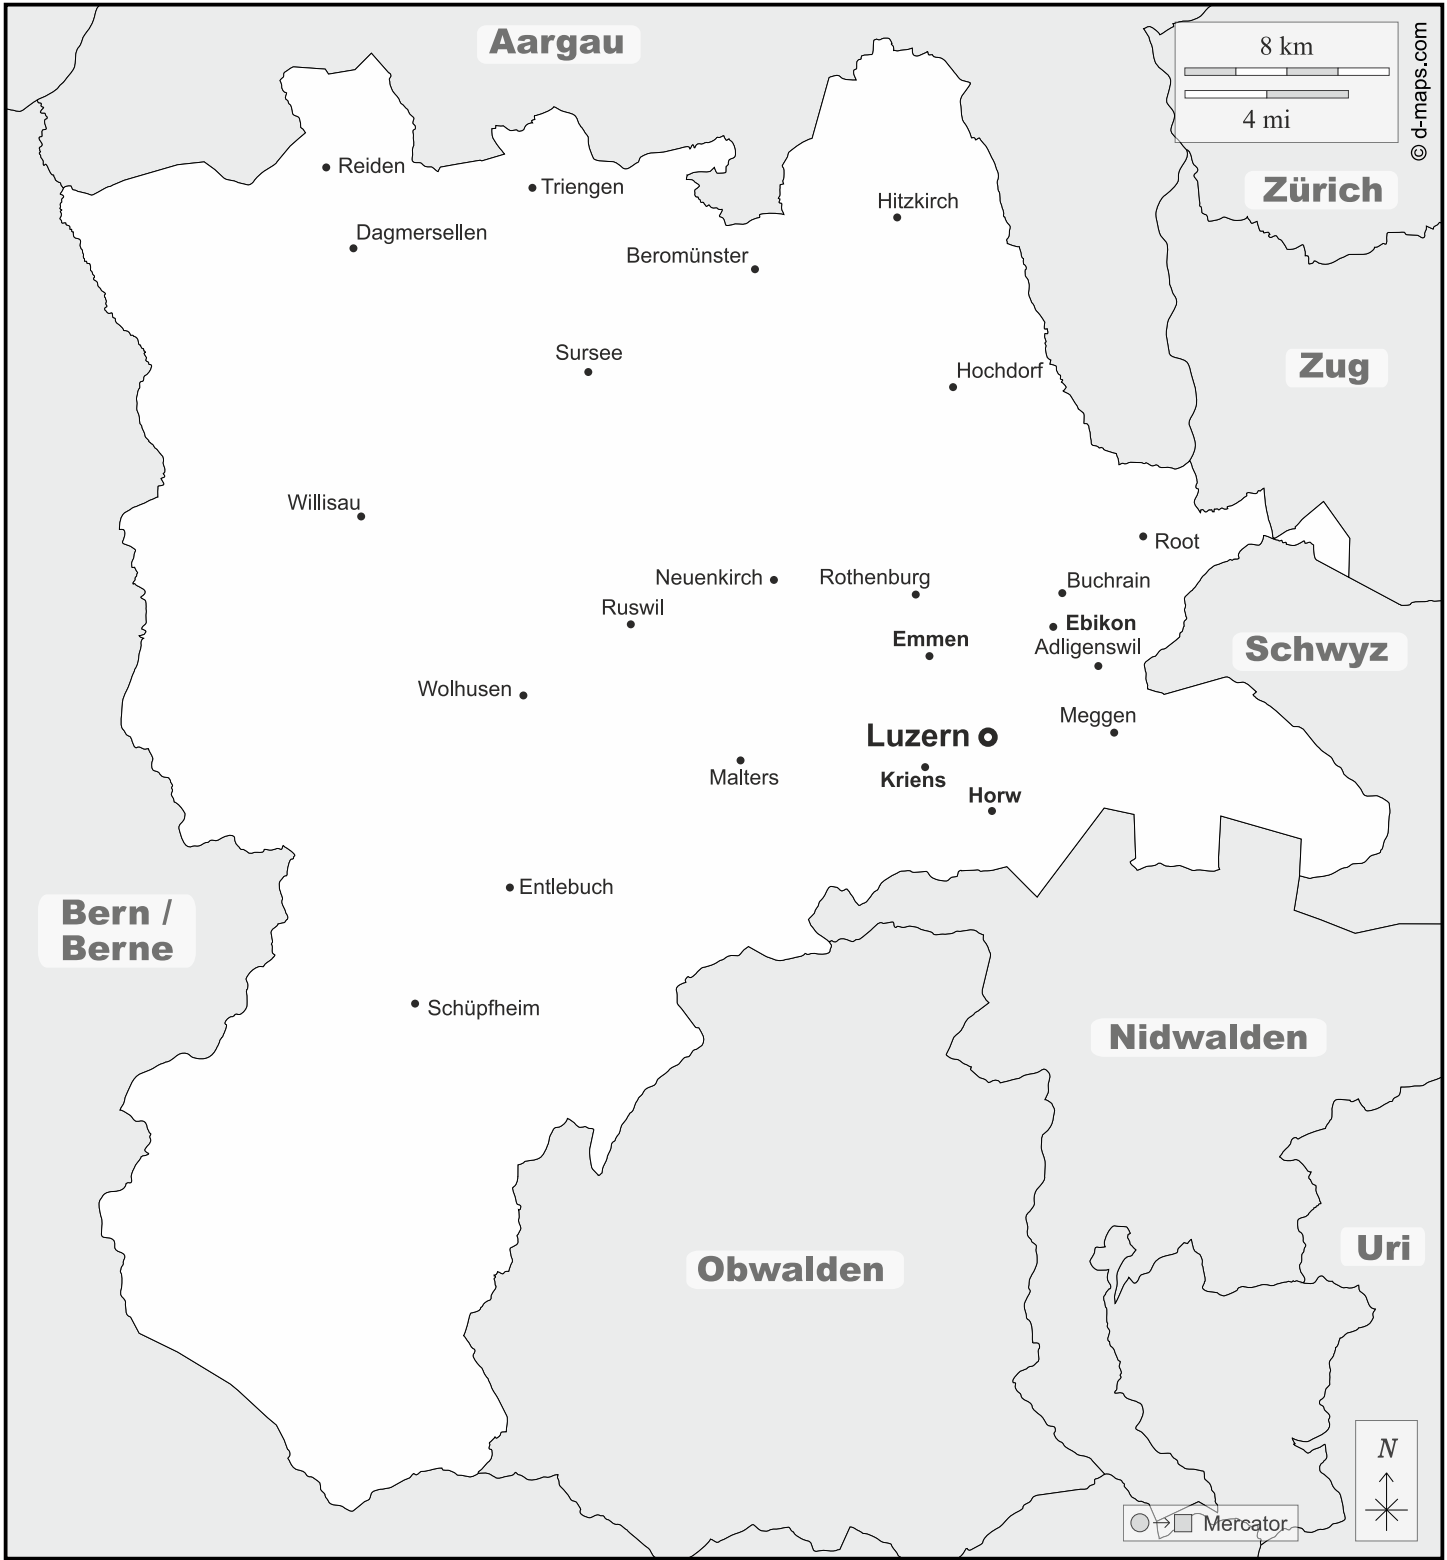 Aargau
8 km
4 mi
© d-maps.com
Reiden
Triengen
Zürich
Hitzkirch
Dagmersellen
Beromünster
Sursee
Hochdorf
Zug
Willisau
Root
Neuenkirch
Rothenburg
Buchrain
Ruswil
Ebikon
Emmen
Adligenswil
Schwyz
Wolhusen
Meggen
Luzern
Malters
Kriens
Horw
Entlebuch
Bern /
Berne
Schüpfheim
Nidwalden
Obwalden
Uri
N
Mercator